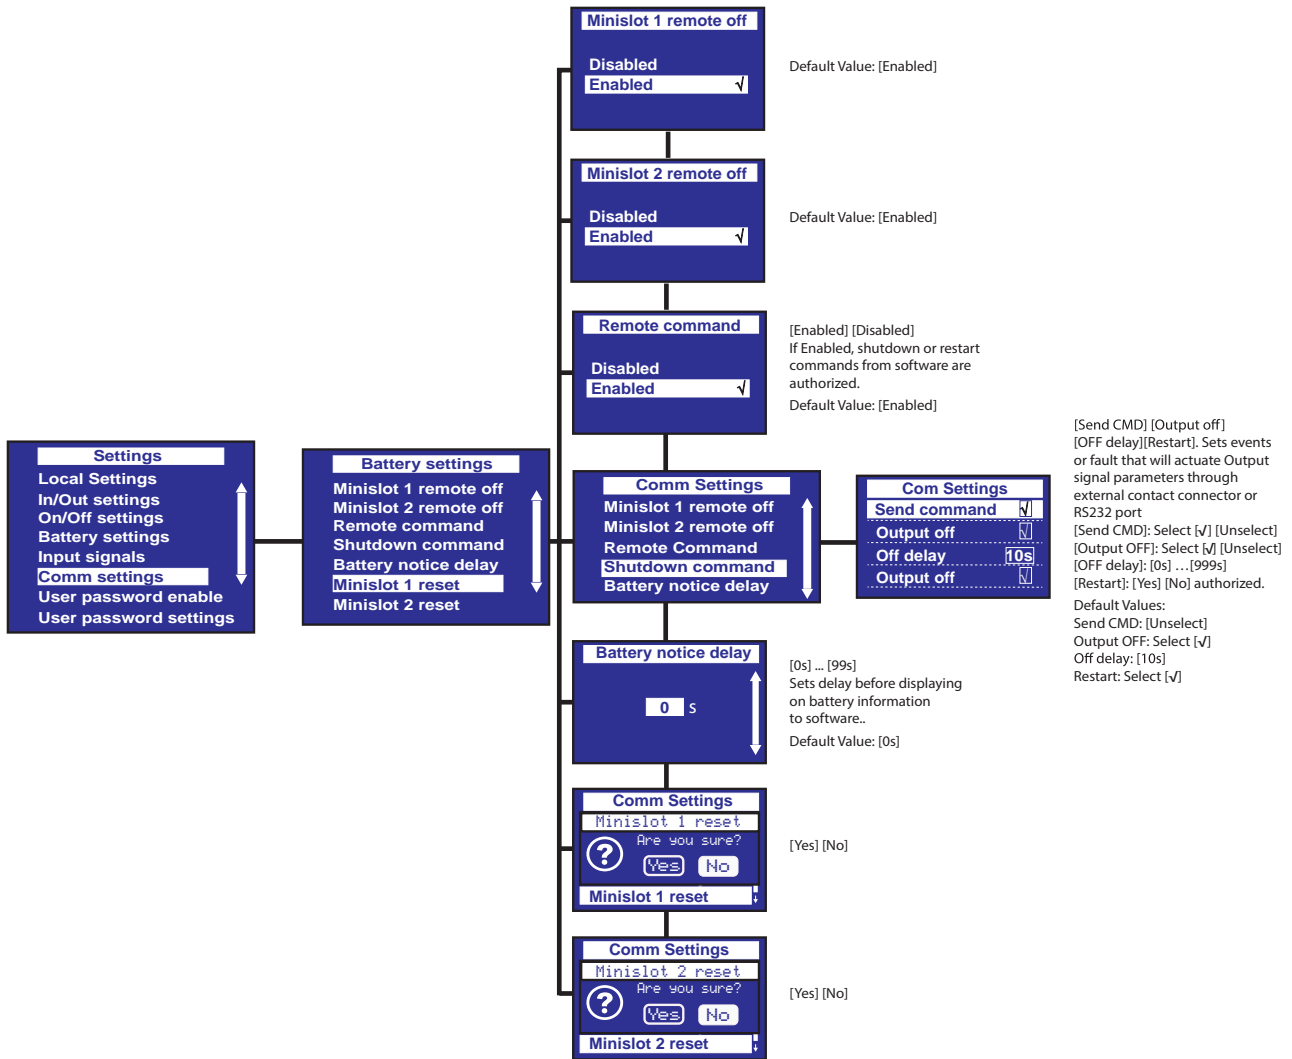 Settings
Local Settings
In/Out settings
On/Off settings
Battery settings
Input signals
Comm settings
User password enable
User password settings
Battery settings
Minislot 1 remote off
Minislot 2 remote off
Remote command
Shutdown command
Battery notice delay
Minislot 1 reset
Minislot 2 reset
Minislot 1 remote off
Disabled
Enabled √
Default Value: [Enabled]
Minislot 2 remote off
Disabled
Enabled √
Default Value: [Enabled]
Remote command
Disabled
Enabled √
[Enabled] [Disabled]
If Enabled, shutdown or restart
commands from software are
authorized.
Default Value: [Enabled]
Comm Settings
Minislot 1 remote off
Minislot 2 remote off
Remote Command
Shutdown command
Battery notice delay
Com Settings
Send command √
Output off √
Off delay 10s
Output off √
[Send CMD] [Output off]
[OFF delay][Restart]. Sets events
or fault that will actuate Output
signal parameters through
external contact connector or
RS232 port
[Send CMD]: Select [√] [Unselect]
[Output OFF]: Select [√] [Unselect]
[OFF delay]: [0s] …[999s]
[Restart]: [Yes] [No] authorized.
Default Values:
Send CMD: [Unselect]
Output OFF: Select [√]
Off delay: [10s]
Restart: Select [√]
Battery notice delay
0 s
[0s] ... [99s]
Sets delay before displaying
on battery information
to software..
Default Value: [0s]
Comm Settings
Minislot 1 reset
Are you sure?
? Yes No
Minislot 1 reset
[Yes] [No]
Comm Settings
Minislot 2 reset
Are you sure?
? Yes No
Minislot 2 reset
[Yes] [No]